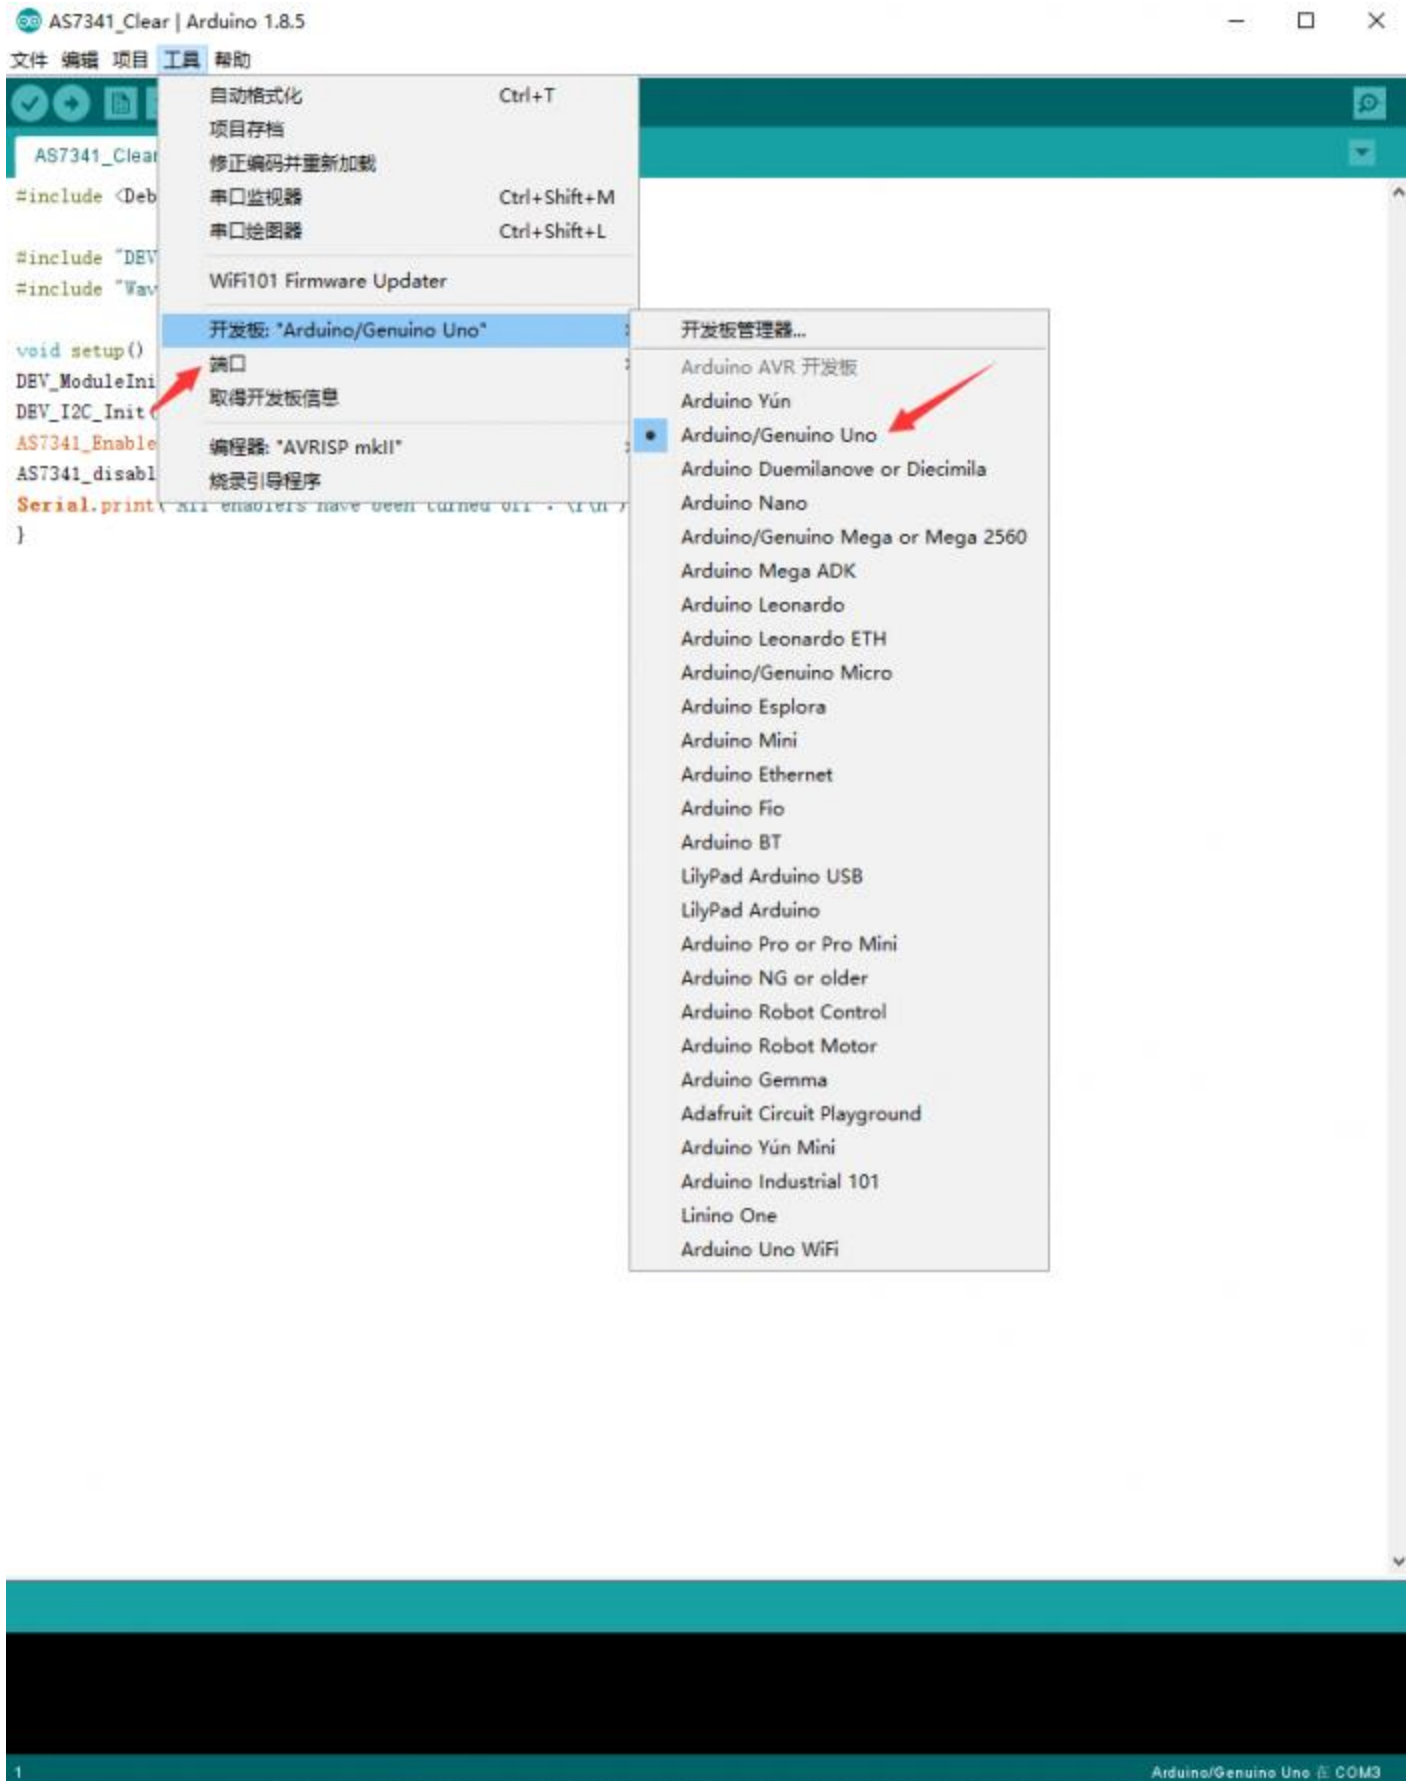 AS7341_Clear | Arduino 1.8.5
文件 编辑 项目 工具 帮助
自动格式化 Ctrl+T
项目存档
AS7341_Clear
修正编码并重新加载
#include <Deb
串口监视器 Ctrl+Shift+M
串口绘图器 Ctrl+Shift+L
#include "DEV
#include "Wav
WiFi101 Firmware Updater
开发板: "Arduino/Genuino Uno"
void setup()
端口
DEV_ModuleIni
取得开发板信息
DEV_I2C_Init(
AS7341_Enable
编程器: "AVRISP mkII"
AS7341_disabl
烧录引导程序
Serial.print("All enablers have been turned off . \r\n")
}
开发板管理器...
Arduino AVR 开发板
Arduino Yún
Arduino/Genuino Uno
Arduino Duemilanove or Diecimila
Arduino Nano
Arduino/Genuino Mega or Mega 2560
Arduino Mega ADK
Arduino Leonardo
Arduino Leonardo ETH
Arduino/Genuino Micro
Arduino Esplora
Arduino Mini
Arduino Ethernet
Arduino Fio
Arduino BT
LilyPad Arduino USB
LilyPad Arduino
Arduino Pro or Pro Mini
Arduino NG or older
Arduino Robot Control
Arduino Robot Motor
Arduino Gemma
Adafruit Circuit Playground
Arduino Yún Mini
Arduino Industrial 101
Linino One
Arduino Uno WiFi
1 Arduino/Genuino Uno 在 COM3